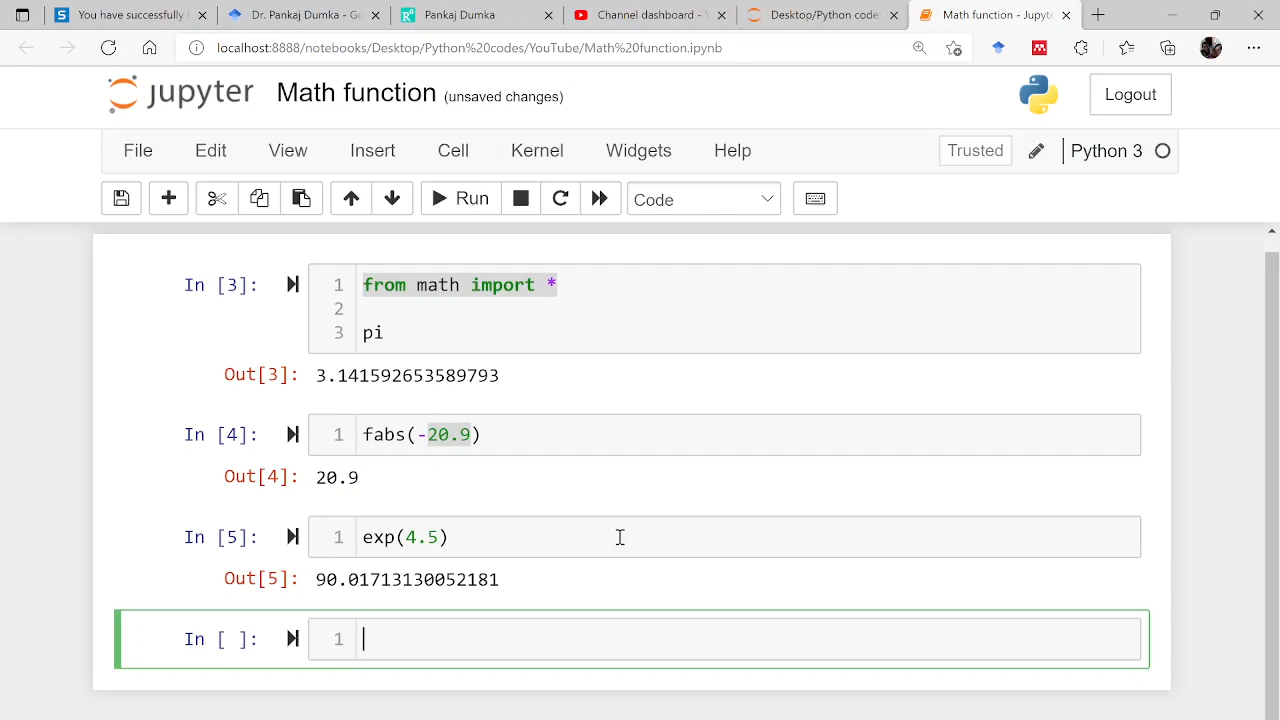 You have successfully
Dr. Pankaj Dumka - Go
Pankaj Dumka
Channel dashboard -
Desktop/Python codes/
Math function - Jupyte
localhost:8888/notebooks/Desktop/Python%20codes/YouTube/Math%20function.ipynb
jupyter Math function (unsaved changes)
Logout
File Edit View Insert Cell Kernel Widgets Help
Trusted
Python 3
Run
Code
In [3]:
1 from math import *
2
3 pi
Out[3]: 3.141592653589793
In [4]: 1 fabs(-20.9)
Out[4]: 20.9
In [5]: 1 exp(4.5)
Out[5]: 90.01713130052181
In [ ]: 1